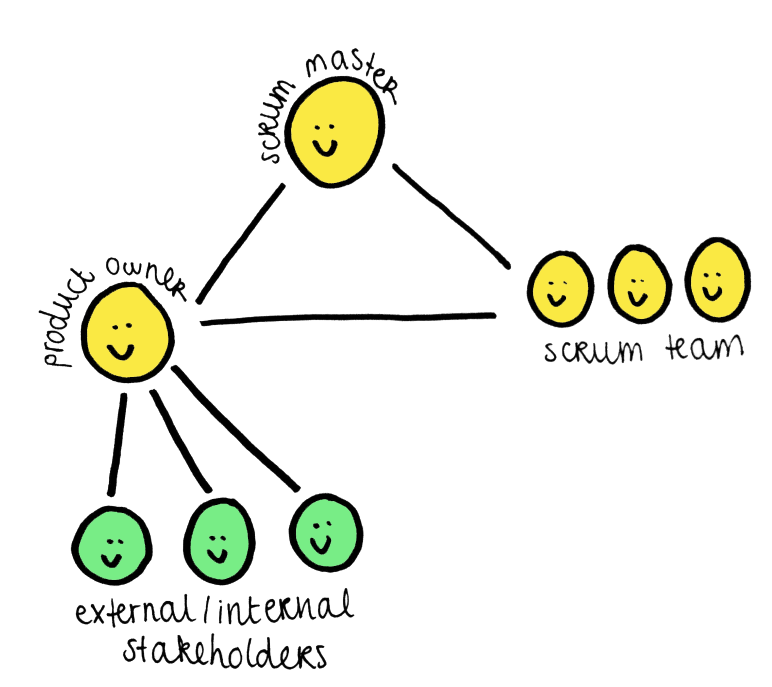 scrum master
product owner
scrum team
external/internal
stakeholders